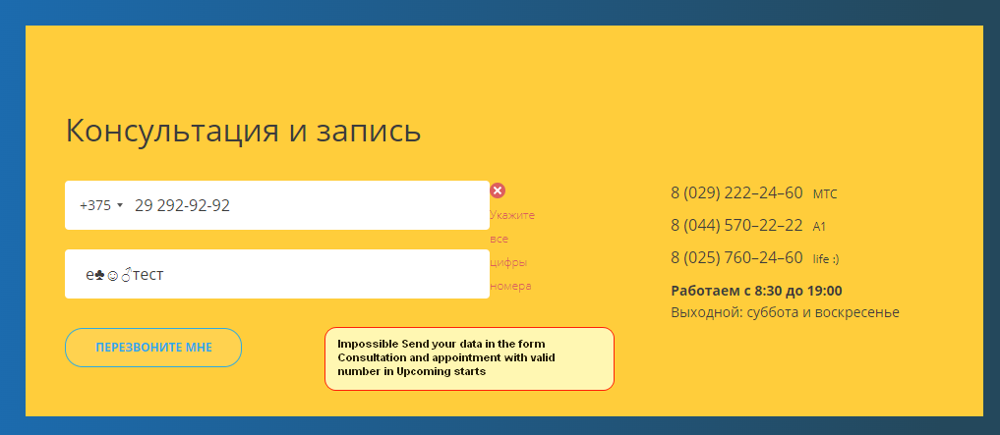 Консультация и запись
+375 29 292-92-92
Укажите
все
цифры
номера
е♣☺♂тест
ПЕРЕЗВОНИТЕ МНЕ
Impossible Send your data in the form
Consultation and appointment with valid
number in Upcoming starts
8 (029) 222–24–60 МТС
8 (044) 570–22–22 A1
8 (025) 760–24–60 life :)
Работаем с 8:30 до 19:00
Выходной: суббота и воскресенье